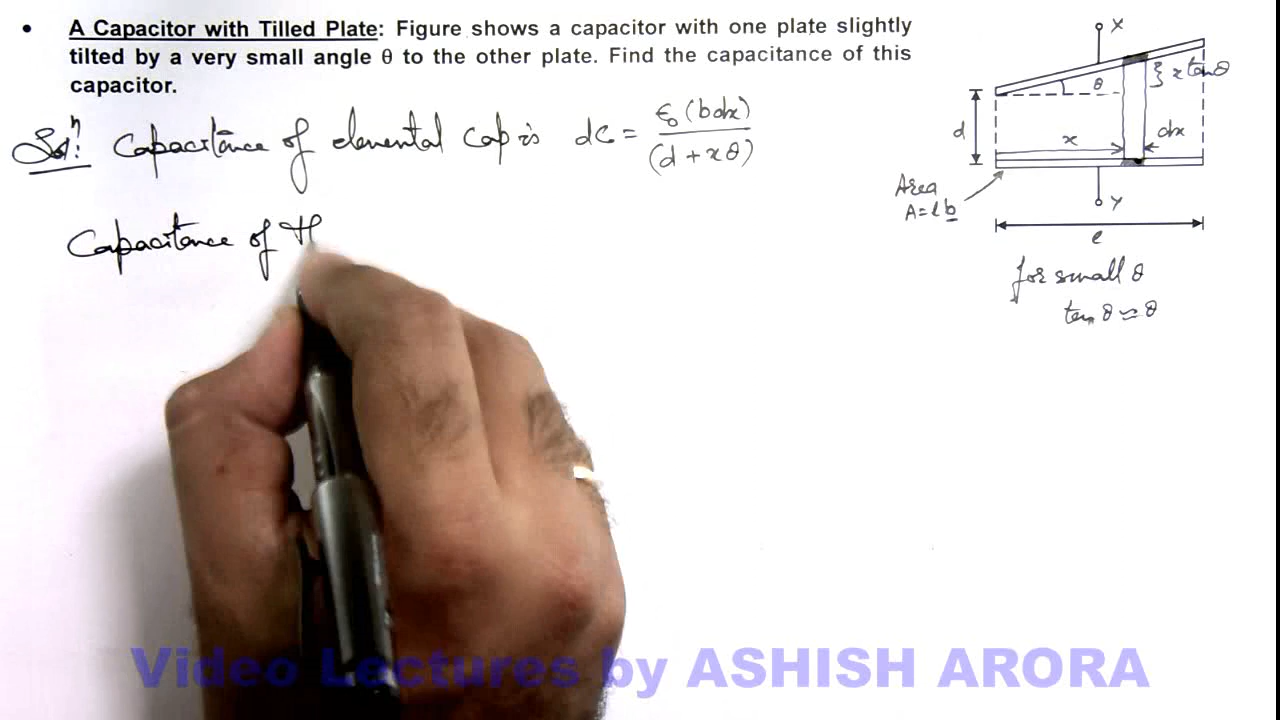 • A Capacitor with Tilled Plate: Figure shows a capacitor with one plate slightly
tilted by a very small angle θ to the other plate. Find the capacitance of this
capacitor.
Solⁿ: Capacitance of elemental Cap is dC = ε₀(bdx) / (d + xθ)
Capacitance of
X
θ
} x tanθ
d
x
dx
Area
A = lb
Y
l
for small θ
tan θ ≃ θ
Video Lectures by ASHISH ARORA